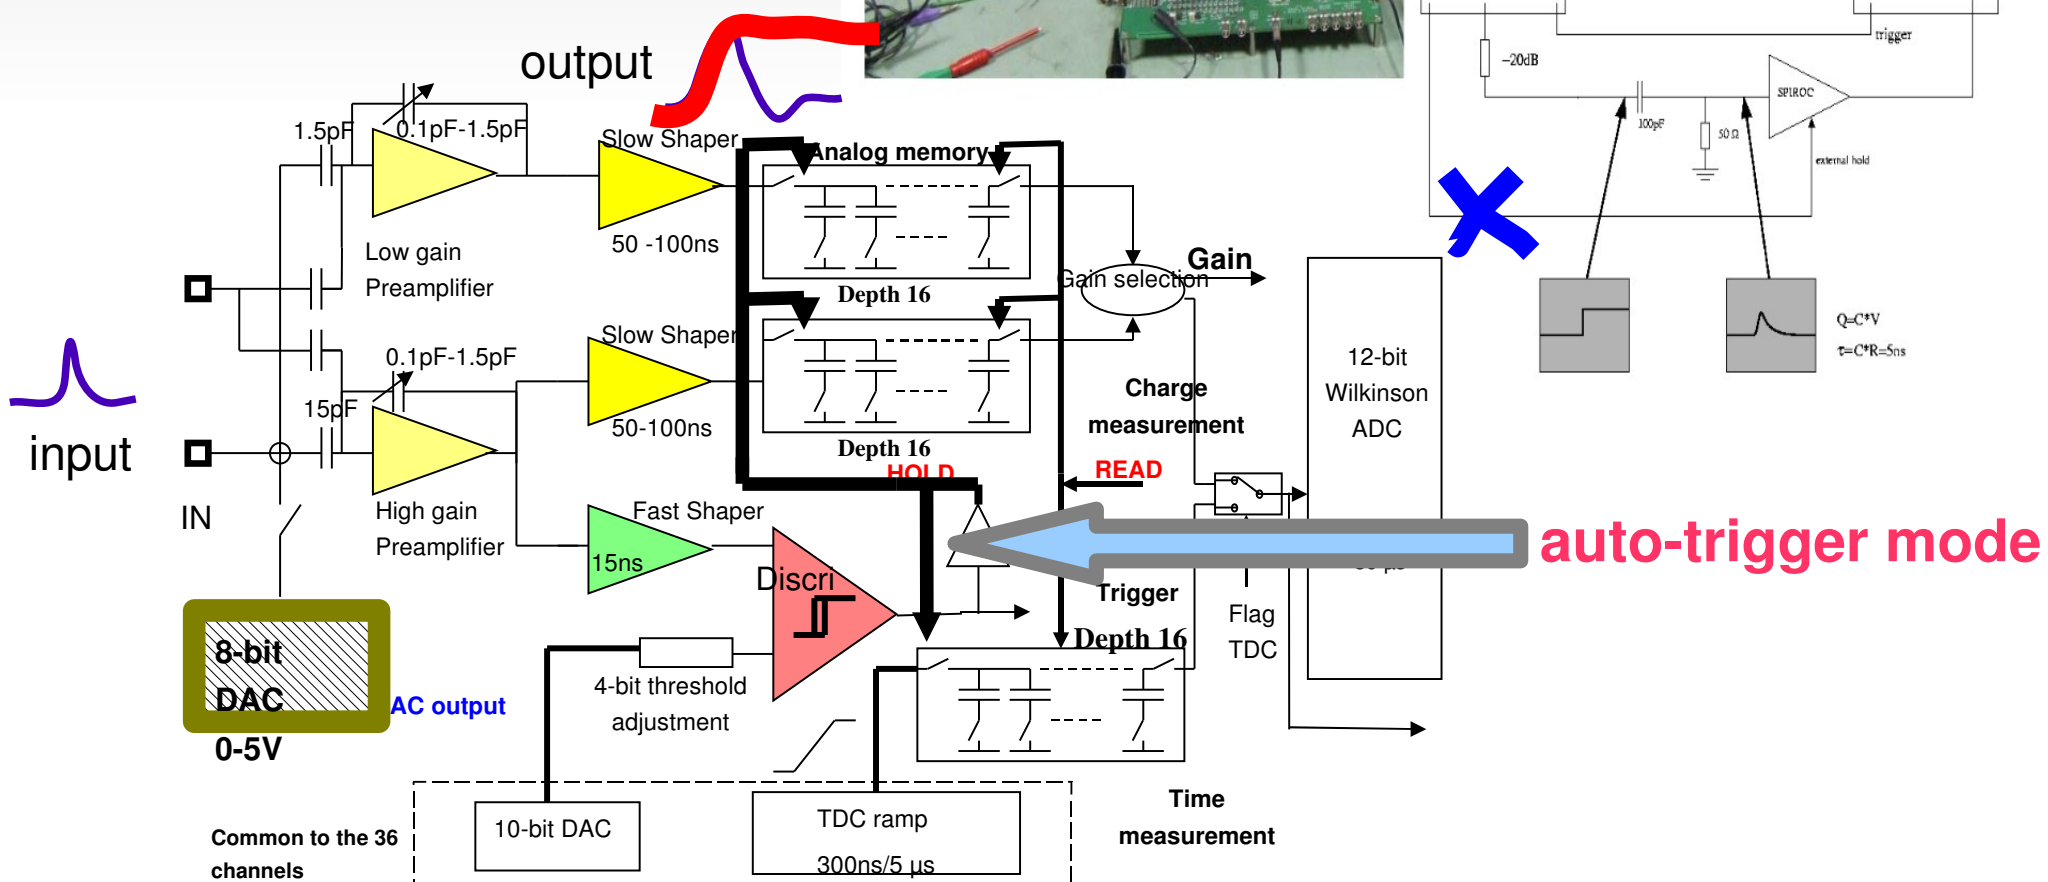 output
trigger
−20dB
SPIROC
100pF
50 Ω
external hold
1.5pF
0.1pF-1.5pF
Slow Shaper
Analog memory
50 -100ns
Low gain
Preamplifier
Depth 16
Gain
Gain selection
Q=C*V
τ=C*R=5ns
0.1pF-1.5pF
Slow Shaper
12-bit
Wilkinson
ADC
Charge
measurement
15pF
50-100ns
Depth 16
input
HOLD
READ
IN
High gain
Preamplifier
Fast Shaper
15ns
Discri
auto-trigger mode
Trigger
Flag
TDC
Depth 16
8-bit
DAC
0-5V
AC output
4-bit threshold
adjustment
Time
measurement
10-bit DAC
TDC ramp
300ns/5 µs
Common to the 36
channels